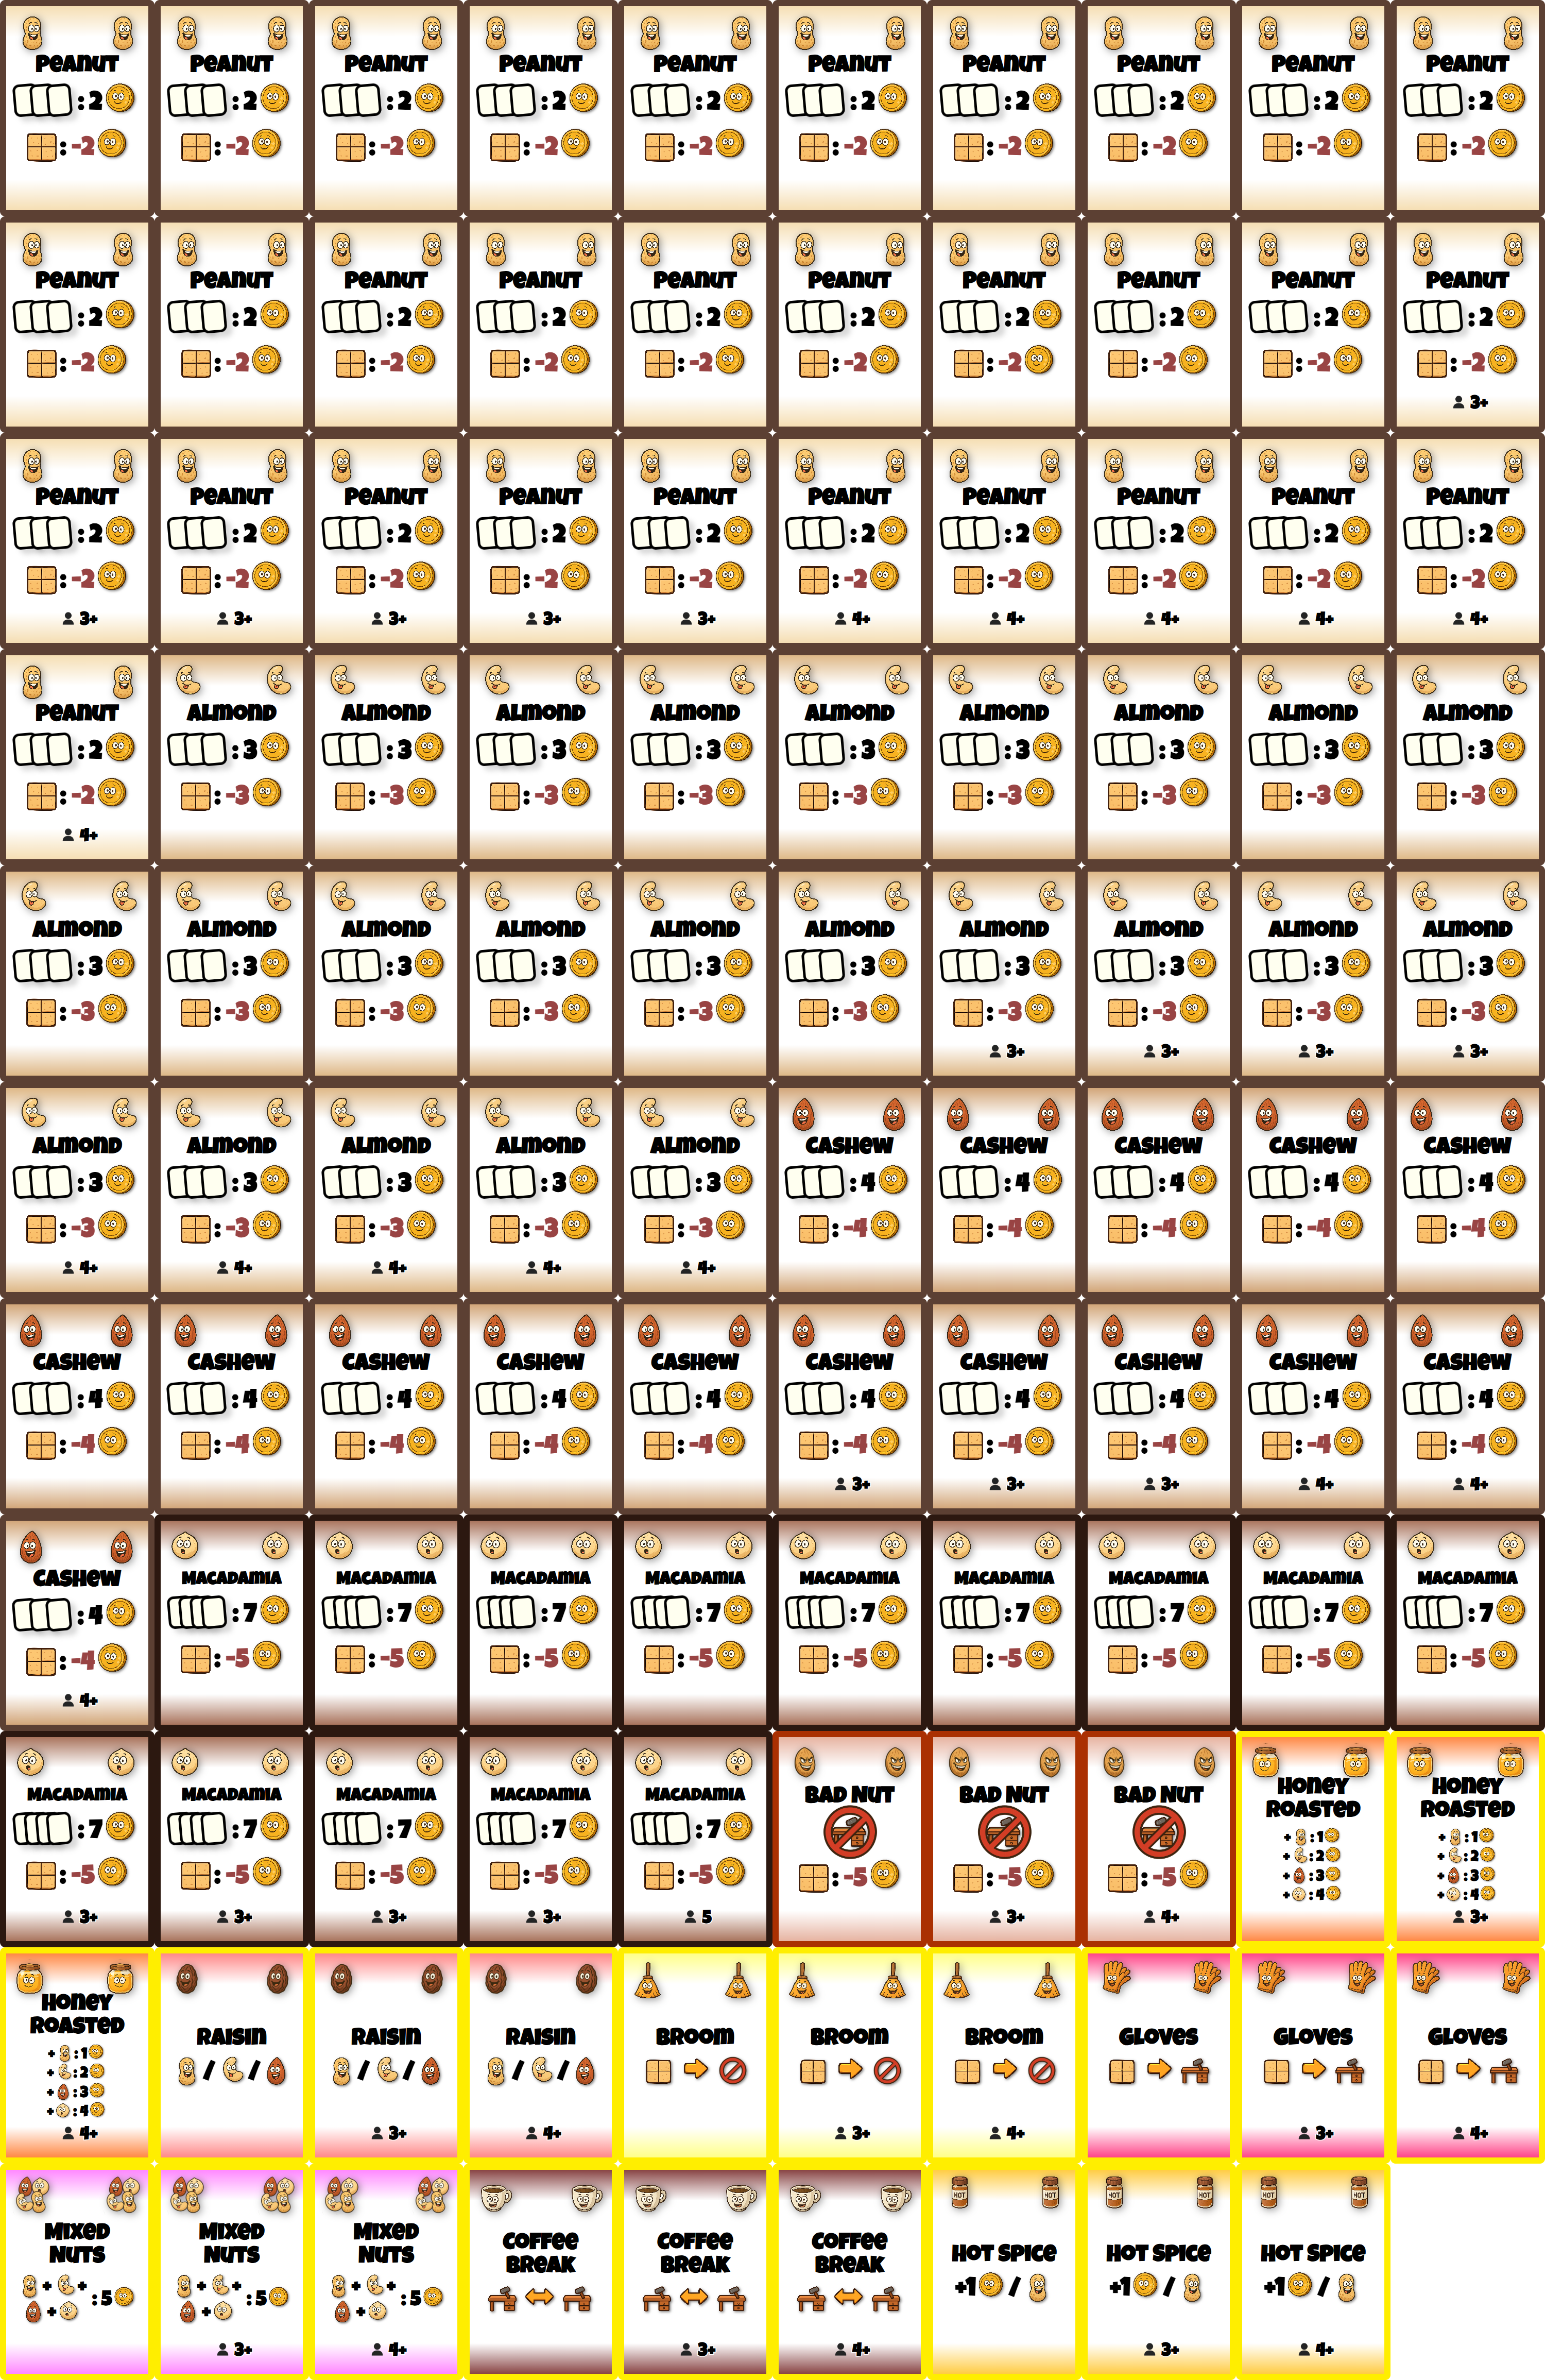 PEANUT PEANUT PEANUT PEANUT PEANUT PEANUT PEANUT PEANUT PEANUT PEANUT
:2 :2 :2 :2 :2 :2 :2 :2 :2 :2
:-2 :-2 :-2 :-2 :-2 :-2 :-2 :-2 :-2 :-2
PEANUT PEANUT PEANUT PEANUT PEANUT PEANUT PEANUT PEANUT PEANUT PEANUT
:2 :2 :2 :2 :2 :2 :2 :2 :2 :2
:-2 :-2 :-2 :-2 :-2 :-2 :-2 :-2 :-2 :-2
3+
PEANUT PEANUT PEANUT PEANUT PEANUT PEANUT PEANUT PEANUT PEANUT PEANUT
:2 :2 :2 :2 :2 :2 :2 :2 :2 :2
:-2 :-2 :-2 :-2 :-2 :-2 :-2 :-2 :-2 :-2
3+ 3+ 3+ 3+ 3+ 4+ 4+ 4+ 4+ 4+
PEANUT ALMOND ALMOND ALMOND ALMOND ALMOND ALMOND ALMOND ALMOND ALMOND
:2 :3 :3 :3 :3 :3 :3 :3 :3 :3
:-2 :-3 :-3 :-3 :-3 :-3 :-3 :-3 :-3 :-3
4+
ALMOND ALMOND ALMOND ALMOND ALMOND ALMOND ALMOND ALMOND ALMOND ALMOND
:3 :3 :3 :3 :3 :3 :3 :3 :3 :3
:-3 :-3 :-3 :-3 :-3 :-3 :-3 :-3 :-3 :-3
3+ 3+ 3+ 3+
ALMOND ALMOND ALMOND ALMOND ALMOND CASHEW CASHEW CASHEW CASHEW CASHEW
:3 :3 :3 :3 :3 :4 :4 :4 :4 :4
:-3 :-3 :-3 :-3 :-3 :-4 :-4 :-4 :-4 :-4
4+ 4+ 4+ 4+ 4+
CASHEW CASHEW CASHEW CASHEW CASHEW CASHEW CASHEW CASHEW CASHEW CASHEW
:4 :4 :4 :4 :4 :4 :4 :4 :4 :4
:-4 :-4 :-4 :-4 :-4 :-4 :-4 :-4 :-4 :-4
3+ 3+ 3+ 4+ 4+
CASHEW MACADAMIA MACADAMIA MACADAMIA MACADAMIA MACADAMIA MACADAMIA MACADAMIA MACADAMIA MACADAMIA
:4 :7 :7 :7 :7 :7 :7 :7 :7 :7
:-4 :-5 :-5 :-5 :-5 :-5 :-5 :-5 :-5 :-5
4+
MACADAMIA
:7
:-5
3+
MACADAMIA
:7
:-5
3+
MACADAMIA
:7
:-5
3+
MACADAMIA
:7
:-5
3+
MACADAMIA
:7
:-5
5
BAD NUT
:-5
BAD NUT
:-5
3+
BAD NUT
:-5
4+
HONEY
ROASTED
+ :1
+ :2
+ :3
+ :4
HONEY
ROASTED
+ :1
+ :2
+ :3
+ :4
3+
HONEY
ROASTED
+ :1
+ :2
+ :3
+ :4
4+
RAISIN
/ /
RAISIN
/ /
3+
RAISIN
/ /
4+
BROOM
BROOM
3+
BROOM
4+
GLOVES
GLOVES
3+
GLOVES
4+
MIXED
NUTS
+ +
+ :5
MIXED
NUTS
+ +
+ :5
3+
MIXED
NUTS
+ +
+ :5
4+
COFFEE
BREAK
COFFEE
BREAK
3+
COFFEE
BREAK
4+
HOT HOT
HOT SPICE
+1 /
HOT HOT
HOT SPICE
+1 /
3+
HOT HOT
HOT SPICE
+1 /
4+